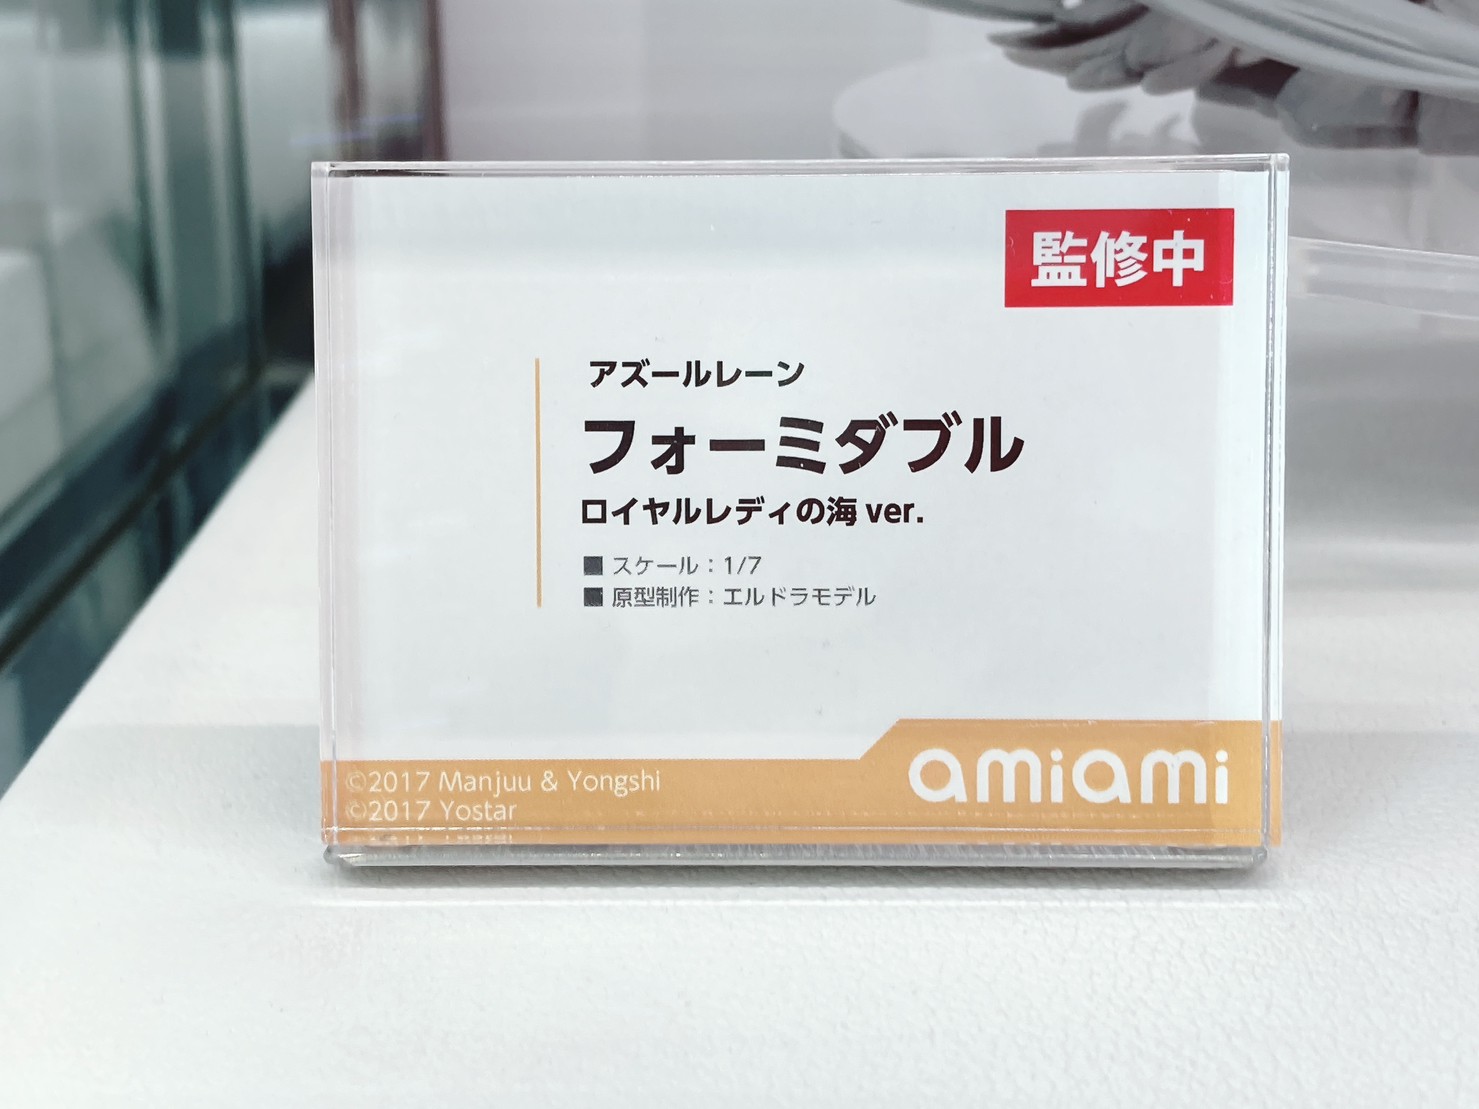 監修中
アズールレーン
フォーミダブル
ロイヤルレディの海 ver.
■ スケール：1/7
■ 原型制作：エルドラモデル
amiami
©2017 Manjuu & Yongshi
©2017 Yostar